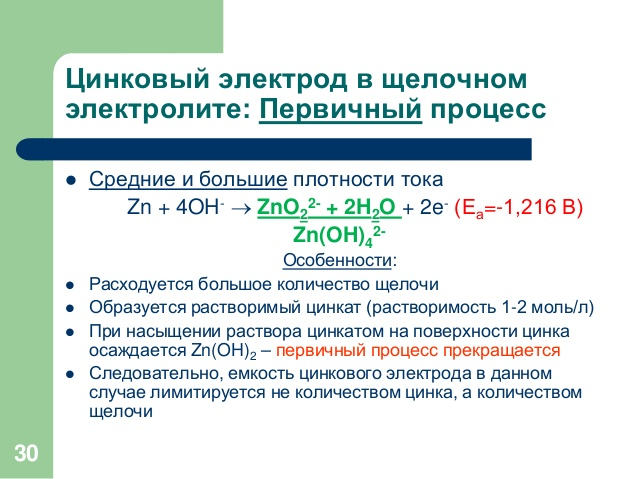 Цинковый электрод в щелочном
электролите: Первичный процесс
● Средние и большие плотности тока
Zn + 4OH⁻ → ZnO₂²⁻ + 2H₂O + 2e⁻ (Eₐ=-1,216 В)
Zn(OH)₄²⁻
Особенности:
● Расходуется большое количество щелочи
● Образуется растворимый цинкат (растворимость 1-2 моль/л)
● При насыщении раствора цинкатом на поверхности цинка
осаждается Zn(OH)₂ – первичный процесс прекращается
● Следовательно, емкость цинкового электрода в данном
случае лимитируется не количеством цинка, а количеством
щелочи
30